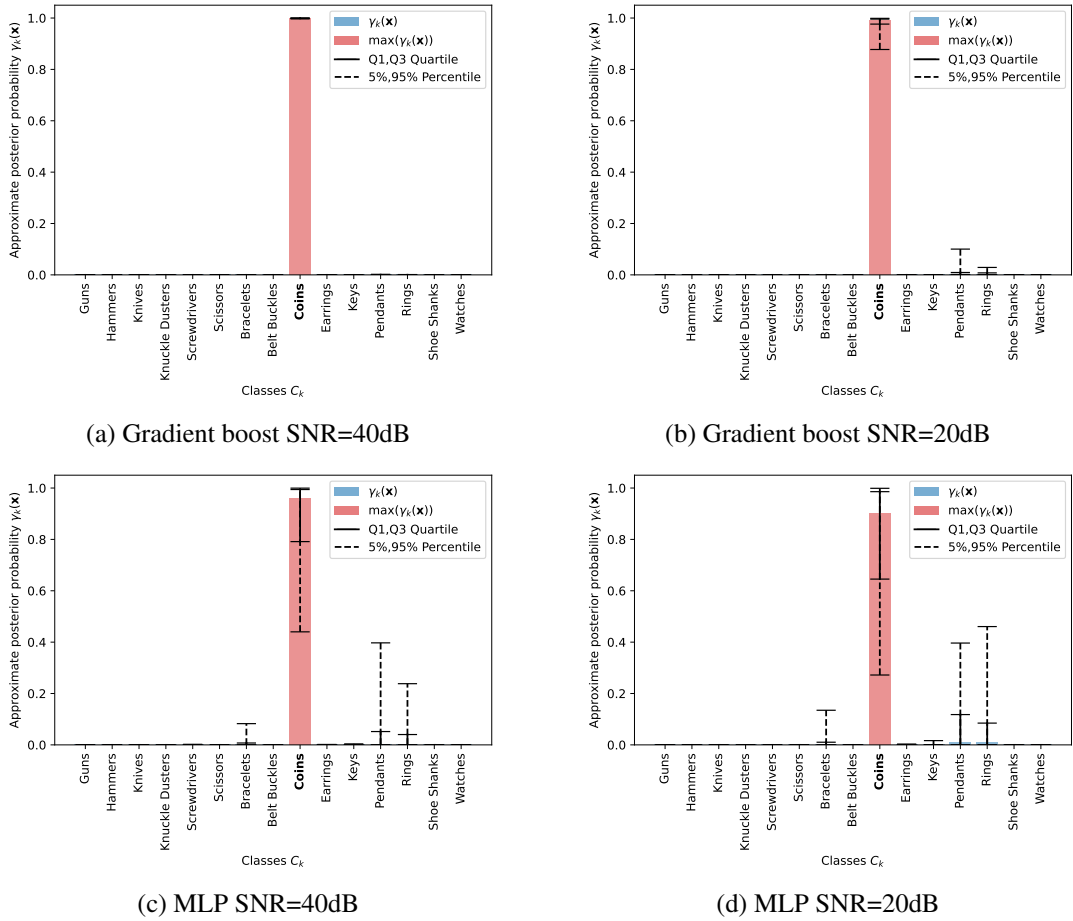 Approximate posterior probability γk(x)
1.0
0.8
0.6
0.4
0.2
0.0
γk(x)
max(γk(x))
Q1,Q3 Quartile
5%,95% Percentile
Guns
Hammers
Knives
Knuckle Dusters
Screwdrivers
Scissors
Bracelets
Belt Buckles
Coins
Earrings
Keys
Pendants
Rings
Shoe Shanks
Watches
Classes Ck
(a) Gradient boost SNR=40dB
Approximate posterior probability γk(x)
1.0
0.8
0.6
0.4
0.2
0.0
γk(x)
max(γk(x))
Q1,Q3 Quartile
5%,95% Percentile
Guns
Hammers
Knives
Knuckle Dusters
Screwdrivers
Scissors
Bracelets
Belt Buckles
Coins
Earrings
Keys
Pendants
Rings
Shoe Shanks
Watches
Classes Ck
(b) Gradient boost SNR=20dB
Approximate posterior probability γk(x)
1.0
0.8
0.6
0.4
0.2
0.0
γk(x)
max(γk(x))
Q1,Q3 Quartile
5%,95% Percentile
Guns
Hammers
Knives
Knuckle Dusters
Screwdrivers
Scissors
Bracelets
Belt Buckles
Coins
Earrings
Keys
Pendants
Rings
Shoe Shanks
Watches
Classes Ck
(c) MLP SNR=40dB
Approximate posterior probability γk(x)
1.0
0.8
0.6
0.4
0.2
0.0
γk(x)
max(γk(x))
Q1,Q3 Quartile
5%,95% Percentile
Guns
Hammers
Knives
Knuckle Dusters
Screwdrivers
Scissors
Bracelets
Belt Buckles
Coins
Earrings
Keys
Pendants
Rings
Shoe Shanks
Watches
Classes Ck
(d) MLP SNR=20dB